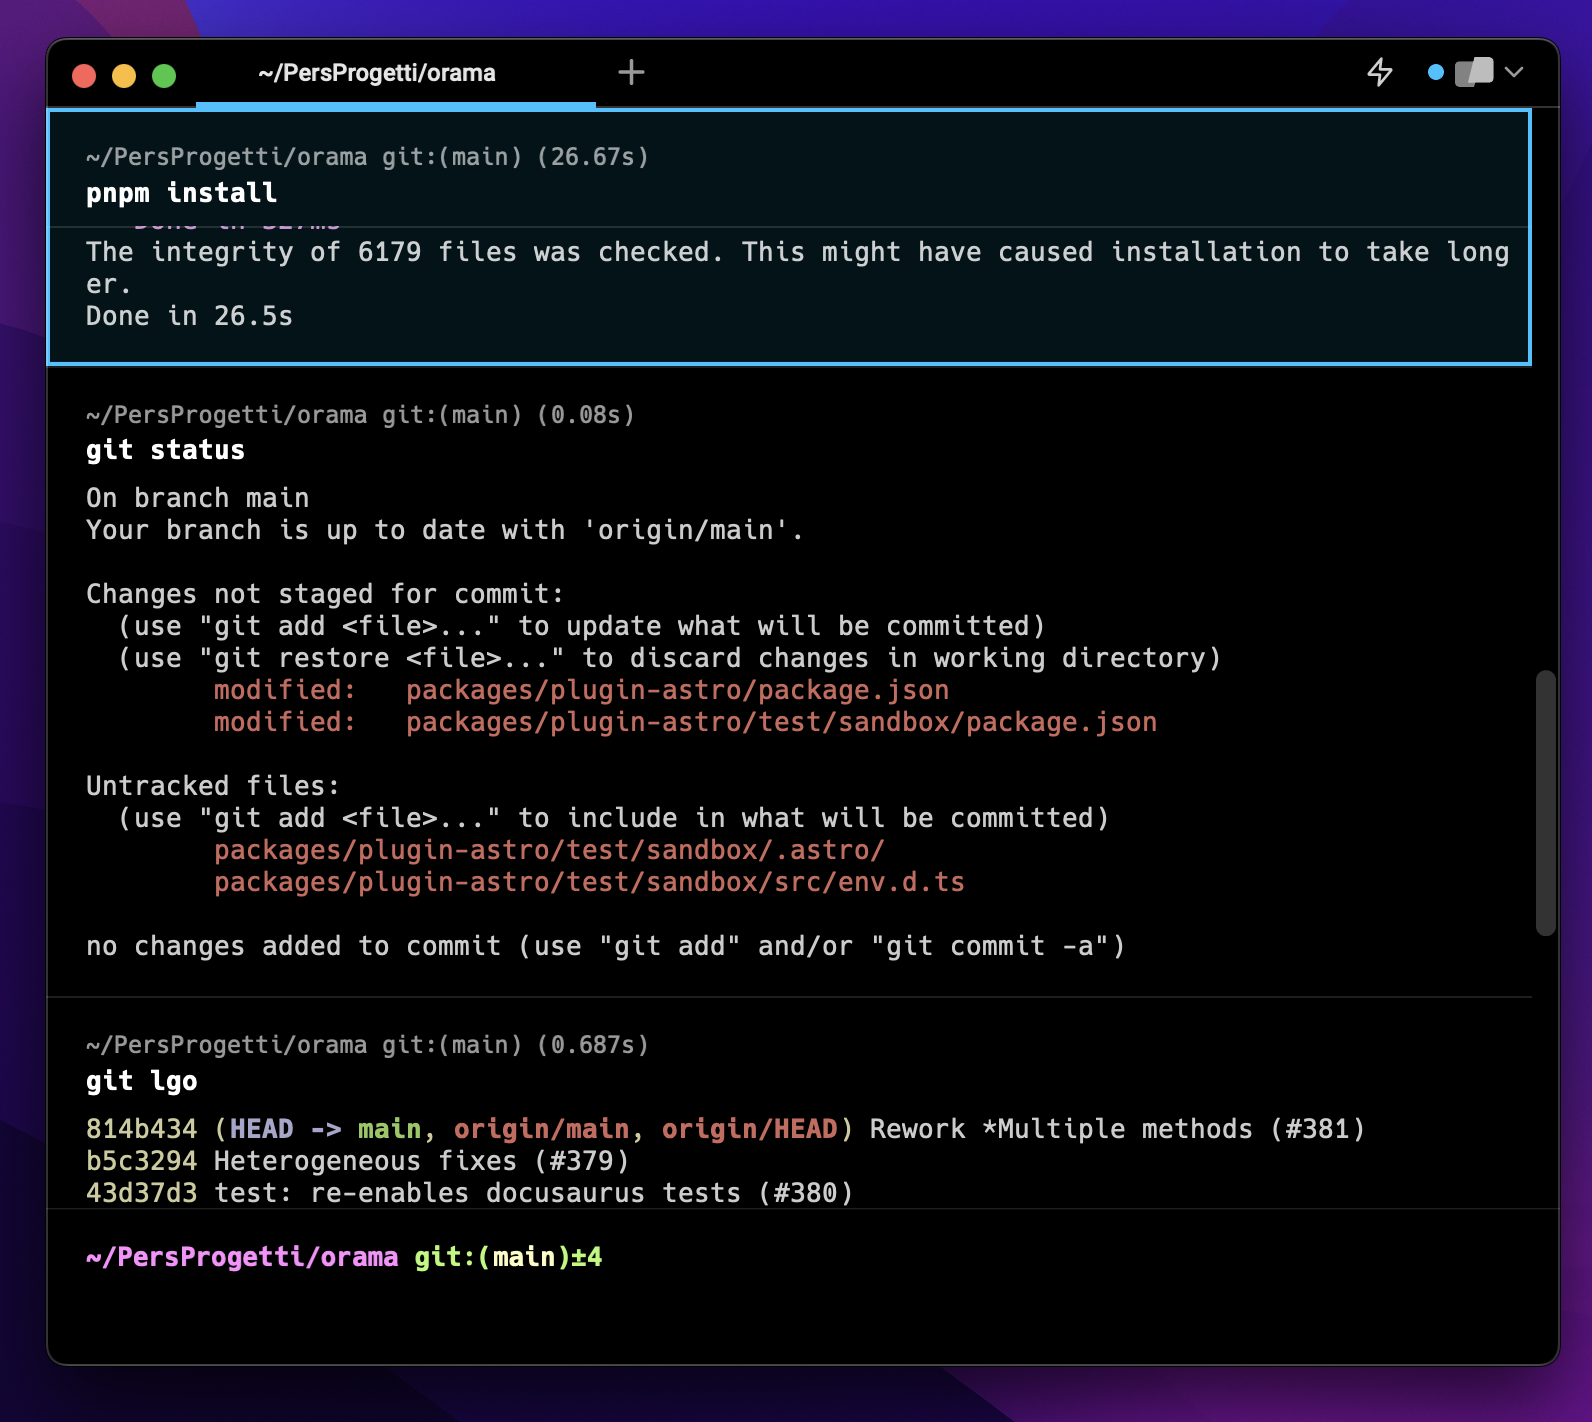 ~/PersProgetti/orama
~/PersProgetti/orama git:(main) (26.67s)
pnpm install
Done in 327ms
The integrity of 6179 files was checked. This might have caused installation to take long
er.
Done in 26.5s
~/PersProgetti/orama git:(main) (0.08s)
git status
On branch main
Your branch is up to date with 'origin/main'.
Changes not staged for commit:
(use "git add <file>..." to update what will be committed)
(use "git restore <file>..." to discard changes in working directory)
modified:   packages/plugin-astro/package.json
modified:   packages/plugin-astro/test/sandbox/package.json
Untracked files:
(use "git add <file>..." to include in what will be committed)
packages/plugin-astro/test/sandbox/.astro/
packages/plugin-astro/test/sandbox/src/env.d.ts
no changes added to commit (use "git add" and/or "git commit -a")
~/PersProgetti/orama git:(main) (0.687s)
git lgo
814b434 (HEAD -> main, origin/main, origin/HEAD) Rework *Multiple methods (#381)
b5c3294 Heterogeneous fixes (#379)
43d37d3 test: re-enables docusaurus tests (#380)
~/PersProgetti/orama git:(main)±4